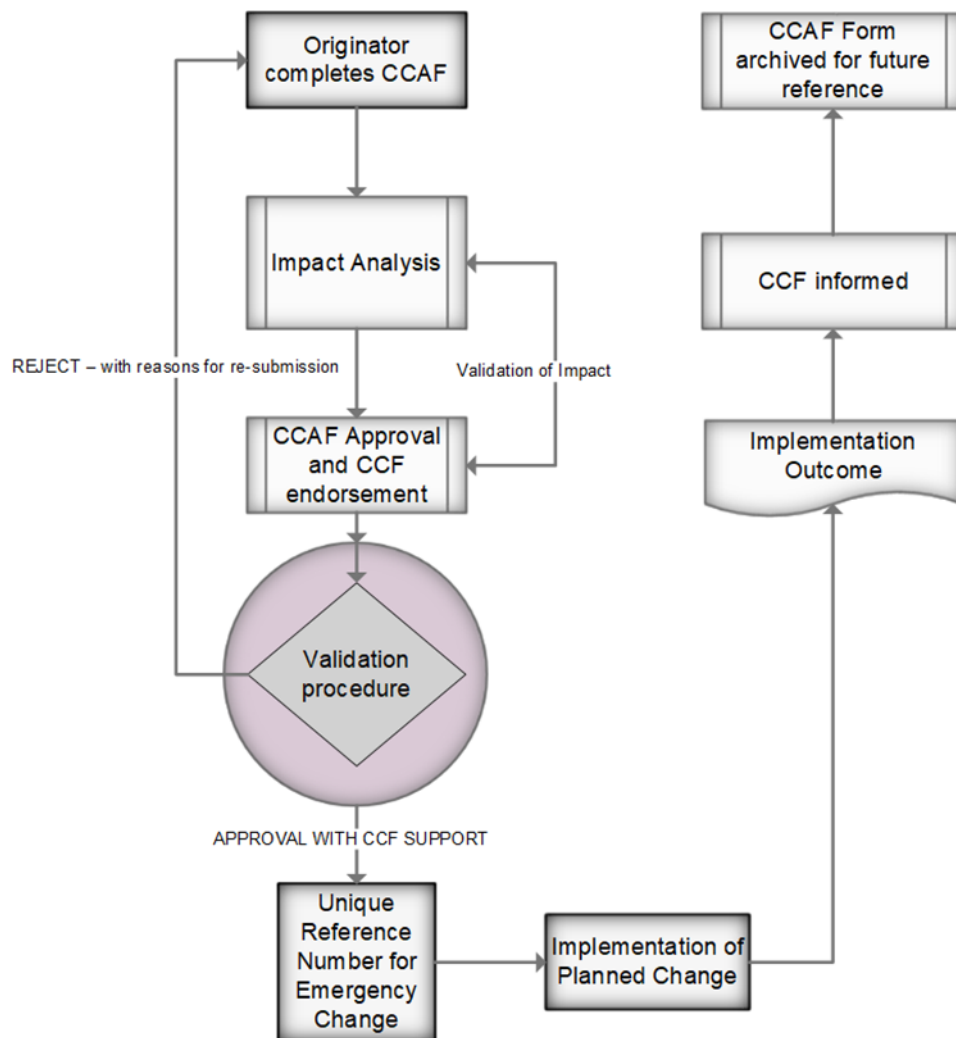 Originator
completes CCAF
Impact Analysis
REJECT – with reasons for re-submission
Validation of Impact
CCAF Approval
and CCF
endorsement
Validation
procedure
APPROVAL WITH CCF SUPPORT
Unique
Reference
Number for
Emergency
Change
Implementation of
Planned Change
Implementation
Outcome
CCF informed
CCAF Form
archived for future
reference